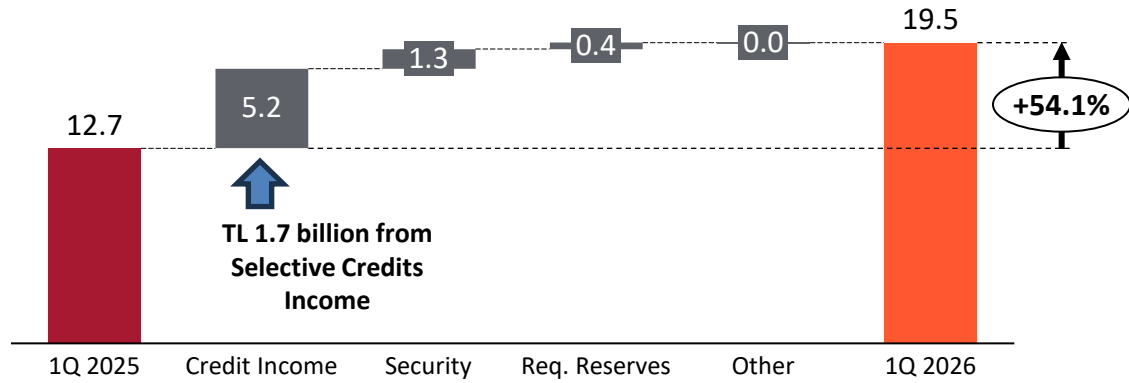 19.5
0.4
0.0
1.3
5.2
+54.1%
12.7
TL 1.7 billion from
Selective Credits
Income
1Q 2025
Credit Income
Security
Req. Reserves
Other
1Q 2026